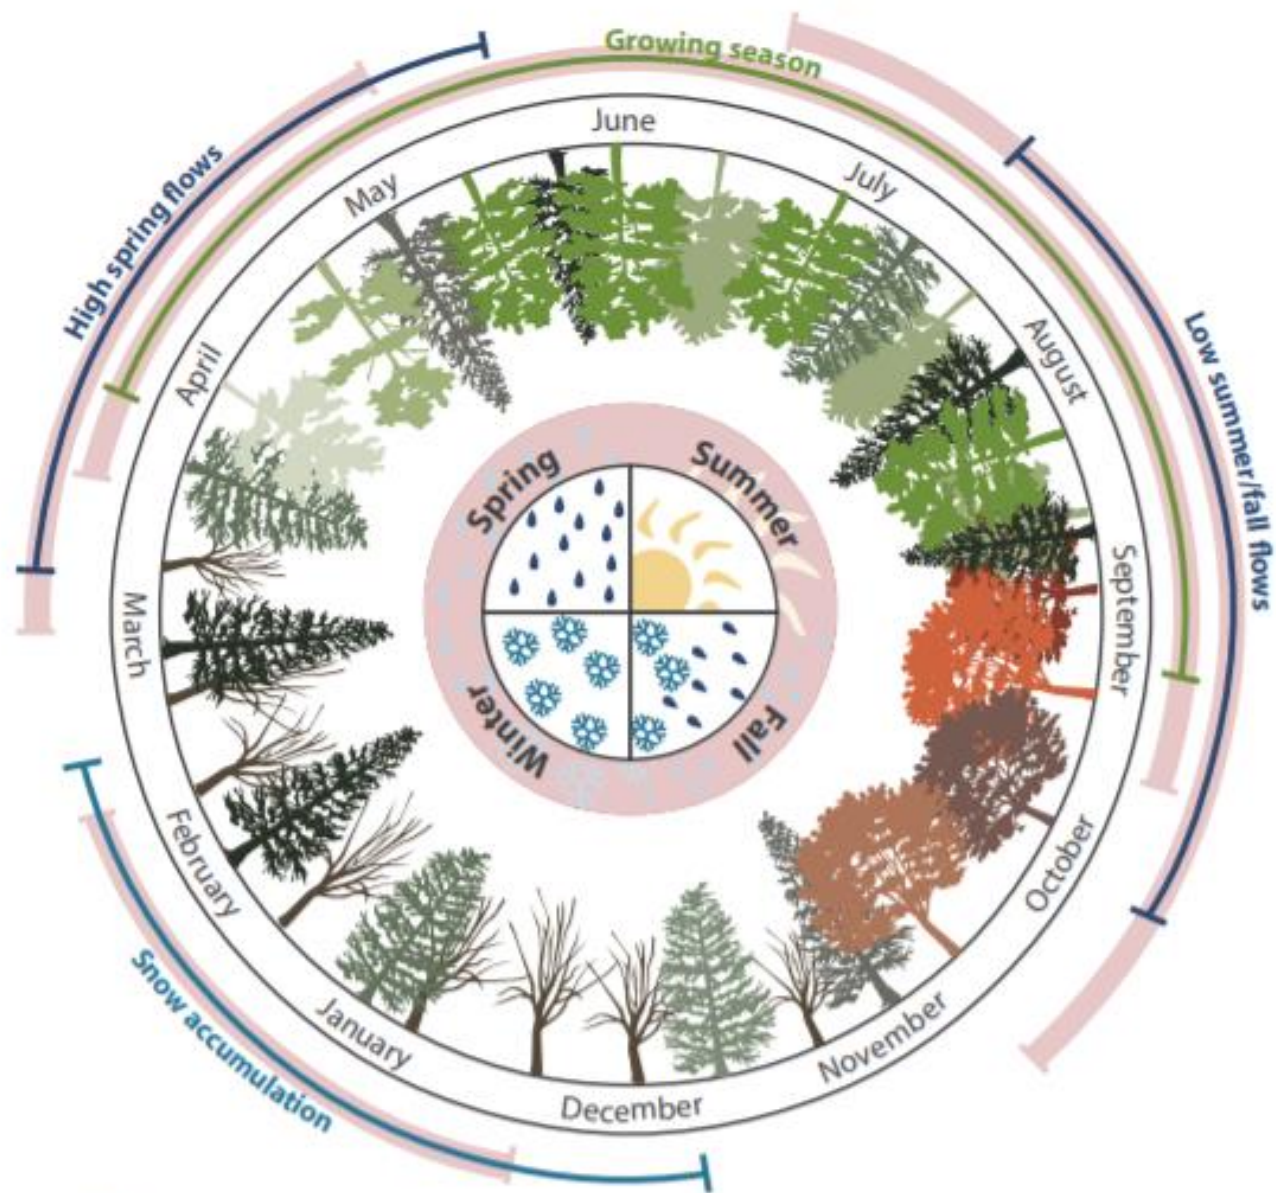 Growing season
High spring flows
Low summer/fall flows
Snow accumulation
June
July
August
September
October
November
December
January
February
March
April
May
Spring
Summer
Fall
Winter